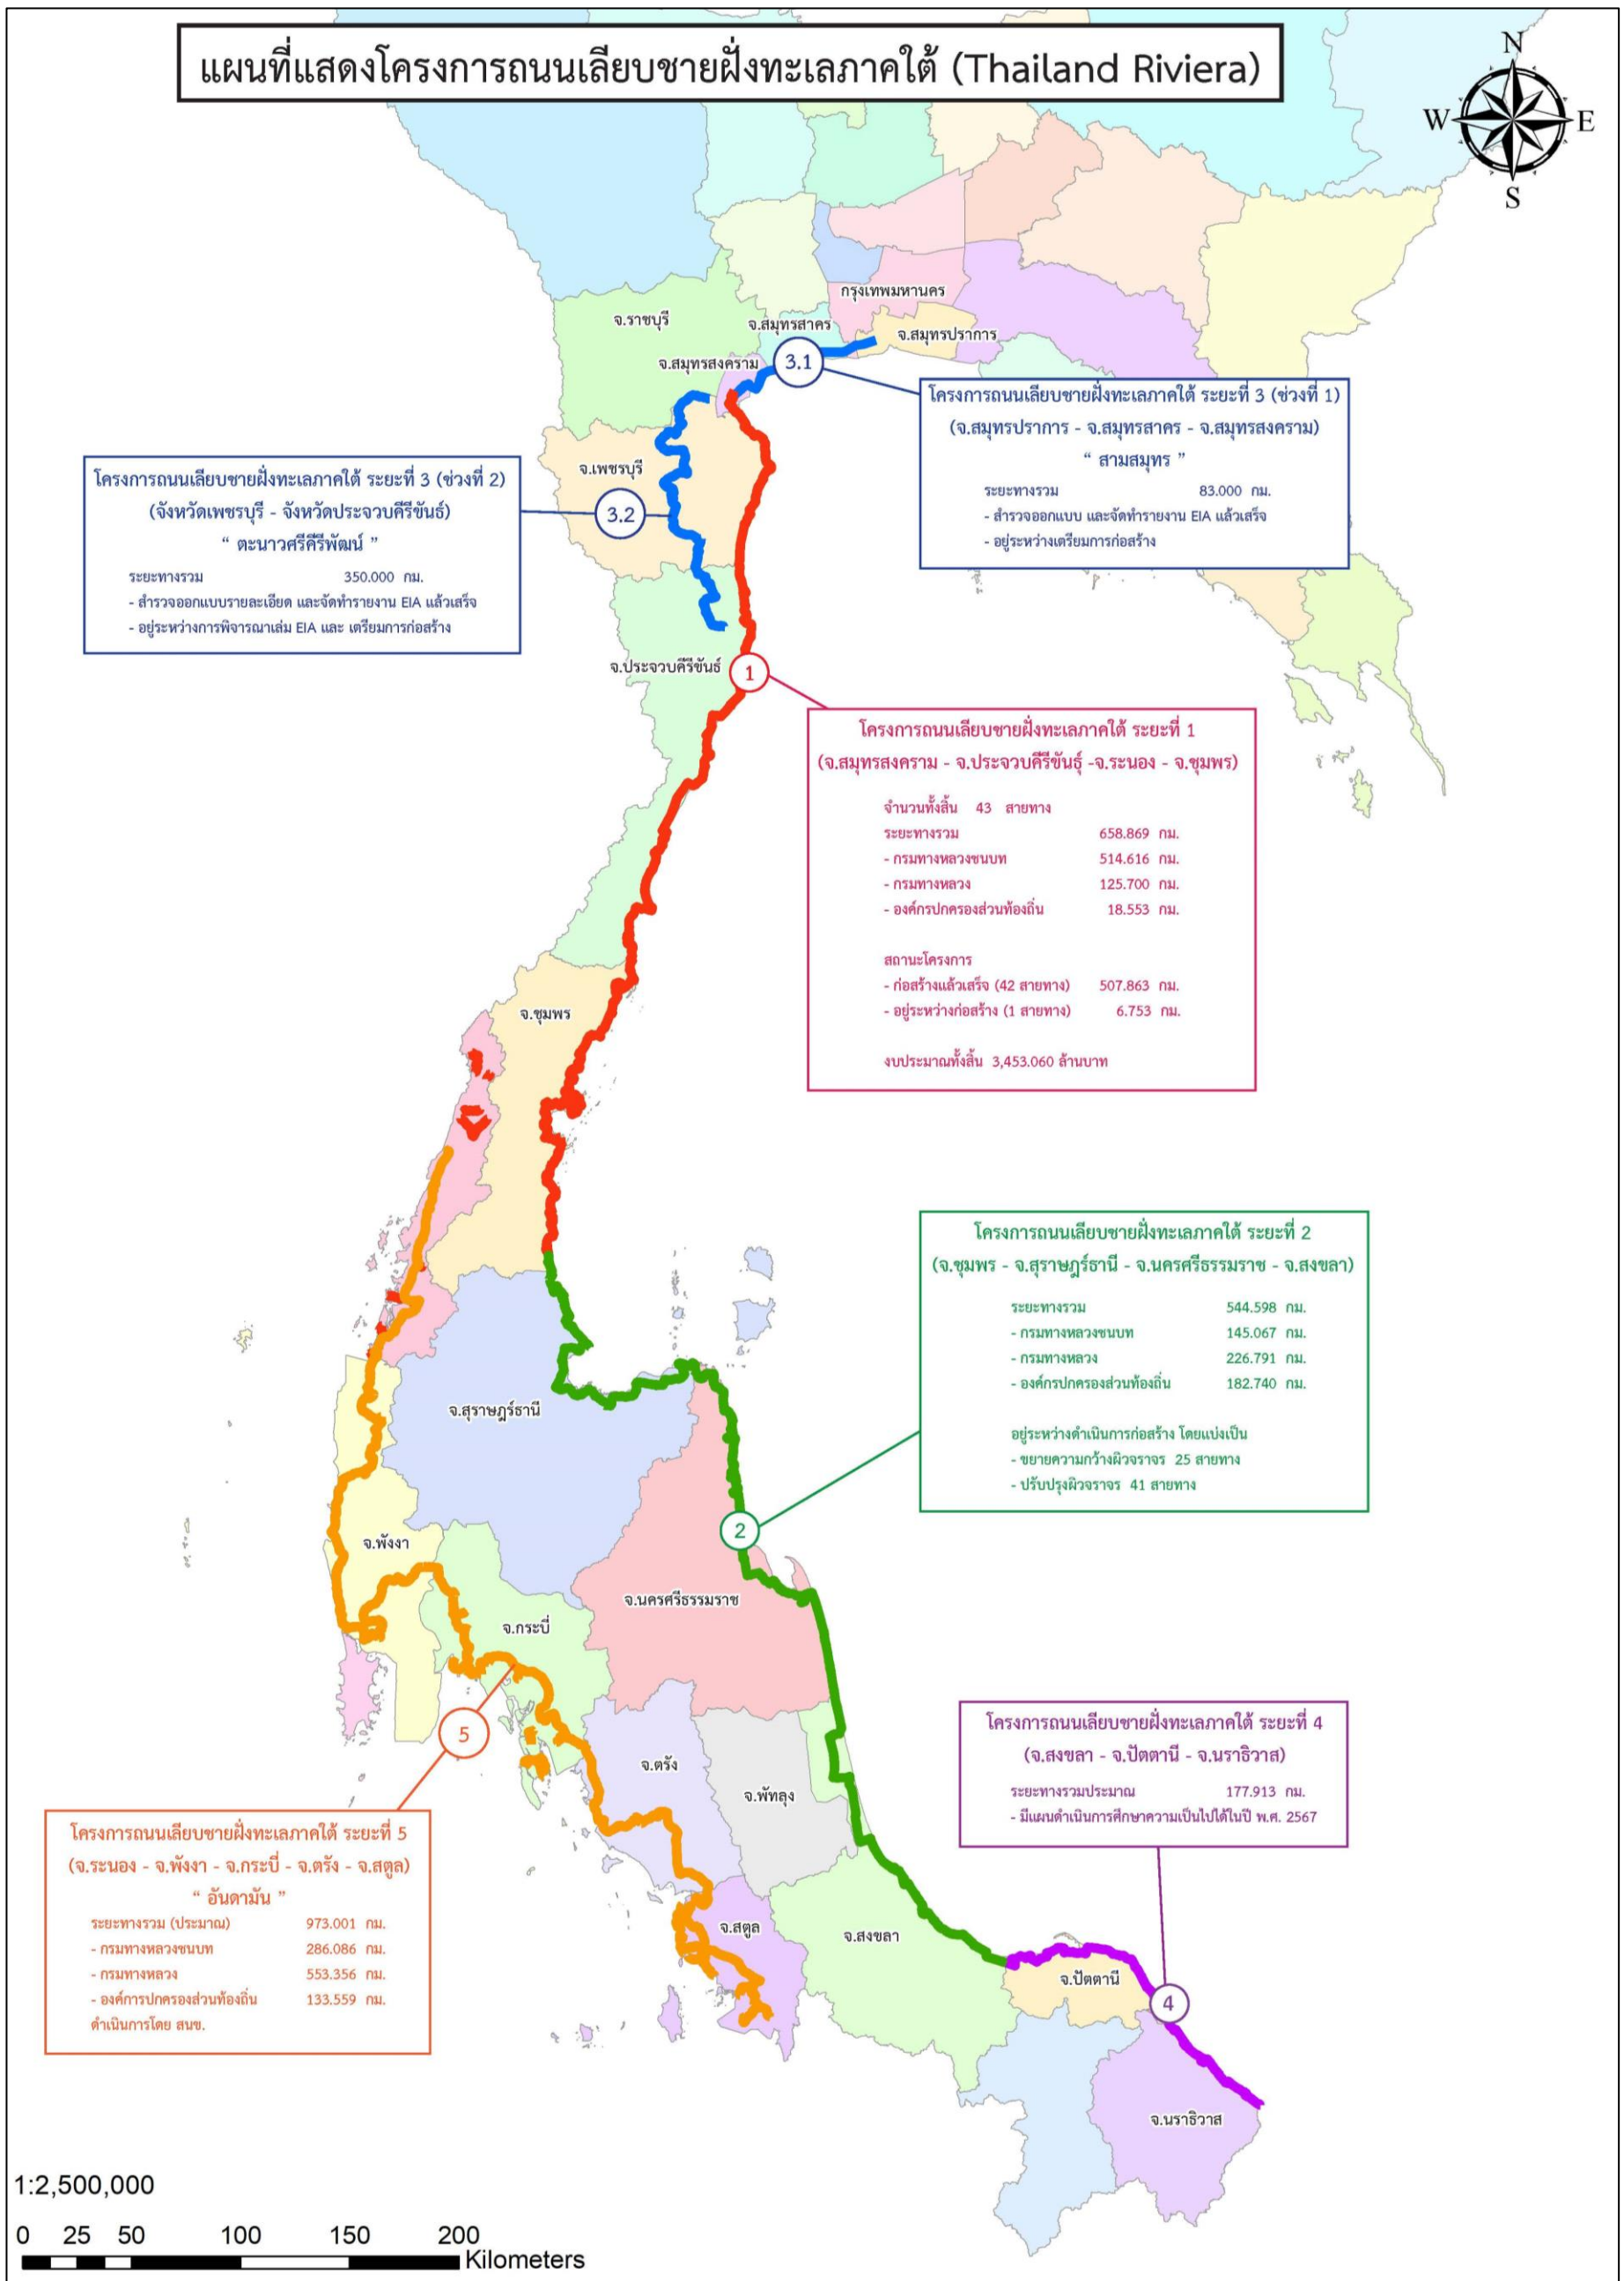 แผนที่แสดงโครงการถนนเลียบชายฝั่งทะเลภาคใต้ (Thailand Riviera)
N
W E
S
กรุงเทพมหานคร
จ.ราชบุรี
จ.สมุทรสาคร
จ.สมุทรปราการ
จ.สมุทรสงคราม
3.1
โครงการถนนเลียบชายฝั่งทะเลภาคใต้ ระยะที่ 3 (ช่วงที่ 1)
(จ.สมุทรปราการ - จ.สมุทรสาคร - จ.สมุทรสงคราม)
“ สามสมุทร ”
ระยะทางรวม 83.000 กม.
- สำรวจออกแบบ และจัดทำรายงาน EIA แล้วเสร็จ
- อยู่ระหว่างเตรียมการก่อสร้าง
จ.เพชรบุรี
3.2
โครงการถนนเลียบชายฝั่งทะเลภาคใต้ ระยะที่ 3 (ช่วงที่ 2)
(จังหวัดเพชรบุรี - จังหวัดประจวบคีรีขันธ์)
“ ตะนาวศรีคีรีพัฒน์ ”
ระยะทางรวม 350.000 กม.
- สำรวจออกแบบรายละเอียด และจัดทำรายงาน EIA แล้วเสร็จ
- อยู่ระหว่างการพิจารณาเล่ม EIA และ เตรียมการก่อสร้าง
จ.ประจวบคีรีขันธ์
1
โครงการถนนเลียบชายฝั่งทะเลภาคใต้ ระยะที่ 1
(จ.สมุทรสงคราม - จ.ประจวบคีรีขันธุ์ -จ.ระนอง - จ.ชุมพร)
จำนวนทั้งสิ้น 43 สายทาง
ระยะทางรวม 658.869 กม.
- กรมทางหลวงชนบท 514.616 กม.
- กรมทางหลวง 125.700 กม.
- องค์กรปกครองส่วนท้องถิ่น 18.553 กม.
สถานะโครงการ
- ก่อสร้างแล้วเสร็จ (42 สายทาง) 507.863 กม.
- อยู่ระหว่างก่อสร้าง (1 สายทาง) 6.753 กม.
งบประมาณทั้งสิ้น 3,453.060 ล้านบาท
จ.ชุมพร
โครงการถนนเลียบชายฝั่งทะเลภาคใต้ ระยะที่ 2
(จ.ชุมพร - จ.สุราษฎร์ธานี - จ.นครศรีธรรมราช - จ.สงขลา)
ระยะทางรวม 544.598 กม.
- กรมทางหลวงชนบท 145.067 กม.
- กรมทางหลวง 226.791 กม.
- องค์กรปกครองส่วนท้องถิ่น 182.740 กม.
อยู่ระหว่างดำเนินการก่อสร้าง โดยแบ่งเป็น
- ขยายความกว้างผิวจราจร 25 สายทาง
- ปรับปรุงผิวจราจร 41 สายทาง
จ.สุราษฎร์ธานี
2
จ.พังงา
จ.นครศรีธรรมราช
จ.กระบี่
5
จ.ตรัง
จ.พัทลุง
โครงการถนนเลียบชายฝั่งทะเลภาคใต้ ระยะที่ 4
(จ.สงขลา - จ.ปัตตานี - จ.นราธิวาส)
ระยะทางรวมประมาณ 177.913 กม.
- มีแผนดำเนินการศึกษาความเป็นไปได้ในปี พ.ศ. 2567
โครงการถนนเลียบชายฝั่งทะเลภาคใต้ ระยะที่ 5
(จ.ระนอง - จ.พังงา - จ.กระบี่ - จ.ตรัง - จ.สตูล)
“ อันดามัน ”
ระยะทางรวม (ประมาณ) 973.001 กม.
- กรมทางหลวงชนบท 286.086 กม.
- กรมทางหลวง 553.356 กม.
- องค์การปกครองส่วนท้องถิ่น 133.559 กม.
ดำเนินการโดย สนข.
จ.สตูล
จ.สงขลา
จ.ปัตตานี
4
จ.นราธิวาส
1:2,500,000
0 25 50 100 150 200
Kilometers